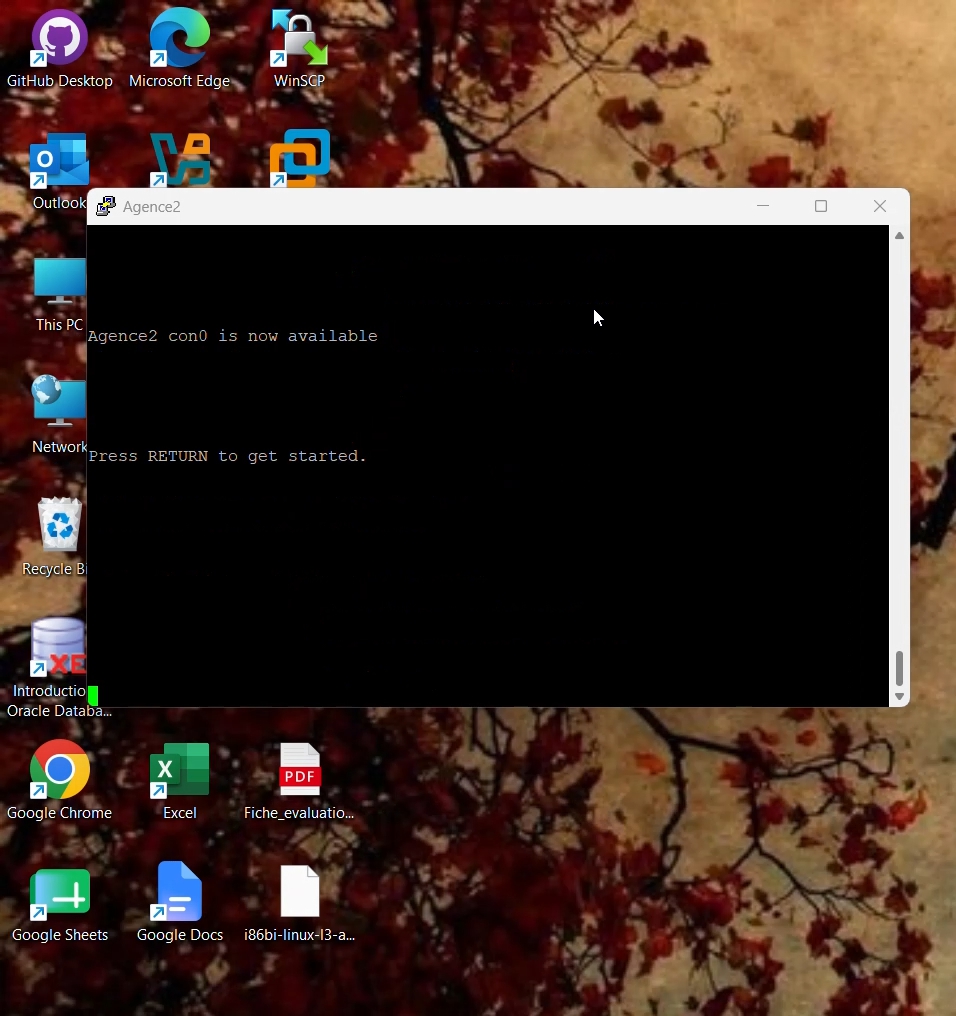 GitHub Desktop
Microsoft Edge
WinSCP
Outlook
Agence2
This PC
Agence2 con0 is now available
Network
Press RETURN to get started.
Recycle Bi
XE
Introductio
Oracle Databa...
X
PDF
Google Chrome
Excel
Fiche_evaluatio...
Google Sheets
Google Docs
i86bi-linux-l3-a...